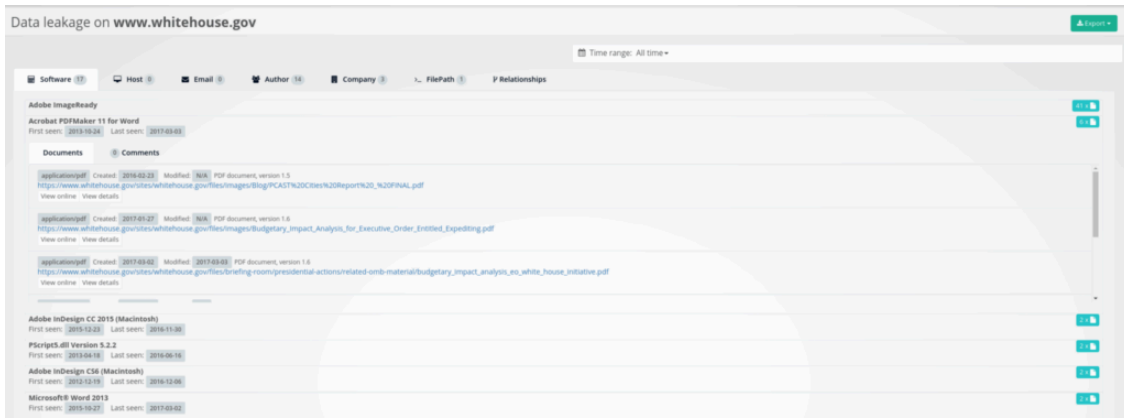 Data leakage on www.whitehouse.gov
Export
Time range: All time
Software 17 Host 0 Email 0 Author 14 Company 3 FilePath 1 Relationships
Adobe ImageReady
41 x
Acrobat PDFMaker 11 for Word
6 x
First seen: 2013-10-24 Last seen: 2017-03-03
Documents 0 Comments
application/pdf Created: 2016-02-23 Modified: N/A PDF document, version 1.5
https://www.whitehouse.gov/sites/whitehouse.gov/files/images/Blog/PCAST%20Cities%20Report%20_%20FINAL.pdf
View online View details
application/pdf Created: 2017-01-27 Modified: N/A PDF document, version 1.6
https://www.whitehouse.gov/sites/whitehouse.gov/files/images/Budgetary_Impact_Analysis_for_Executive_Order_Entitled_Expediting.pdf
View online View details
application/pdf Created: 2017-03-02 Modified: 2017-03-03 PDF document, version 1.6
https://www.whitehouse.gov/sites/whitehouse.gov/files/briefing-room/presidential-actions/related-omb-material/budgetary_impact_analysis_eo_white_house_initiative.pdf
View online View details
Adobe InDesign CC 2015 (Macintosh)
2 x
First seen: 2015-12-23 Last seen: 2016-11-30
PScript5.dll Version 5.2.2
2 x
First seen: 2013-04-18 Last seen: 2016-06-16
Adobe InDesign CS6 (Macintosh)
2 x
First seen: 2012-12-19 Last seen: 2016-12-06
Microsoft® Word 2013
2 x
First seen: 2015-10-27 Last seen: 2017-03-02